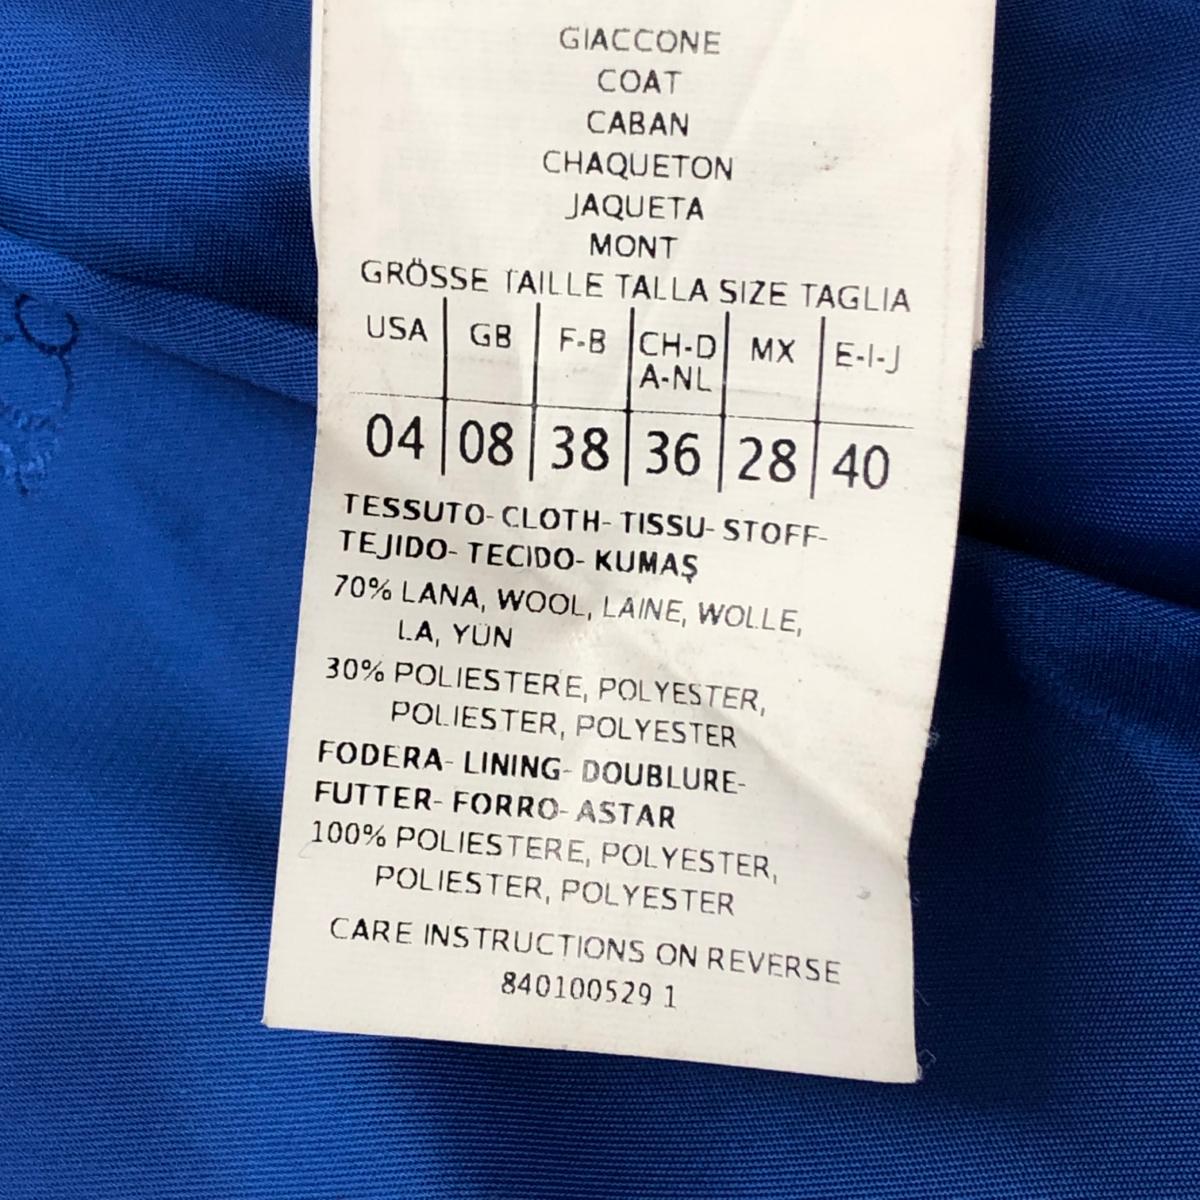 GIACCONE
COAT
CABAN
CHAQUETON
JAQUETA
MONT
GRÖSSE TAILLE TALLA SIZE TAGLIA
USA GB F-B CH-D A-NL MX E-I-J
04 08 38 36 28 40
TESSUTO- CLOTH- TISSU- STOFF-
TEJIDO- TECIDO- KUMAŞ
70% LANA, WOOL, LAINE, WOLLE,
LA, YÜN
30% POLIESTERE, POLYESTER,
POLIESTER, POLYESTER
FODERA- LINING- DOUBLURE-
FUTTER- FORRO- ASTAR
100% POLIESTERE, POLYESTER,
POLIESTER, POLYESTER
CARE INSTRUCTIONS ON REVERSE
840100529 1